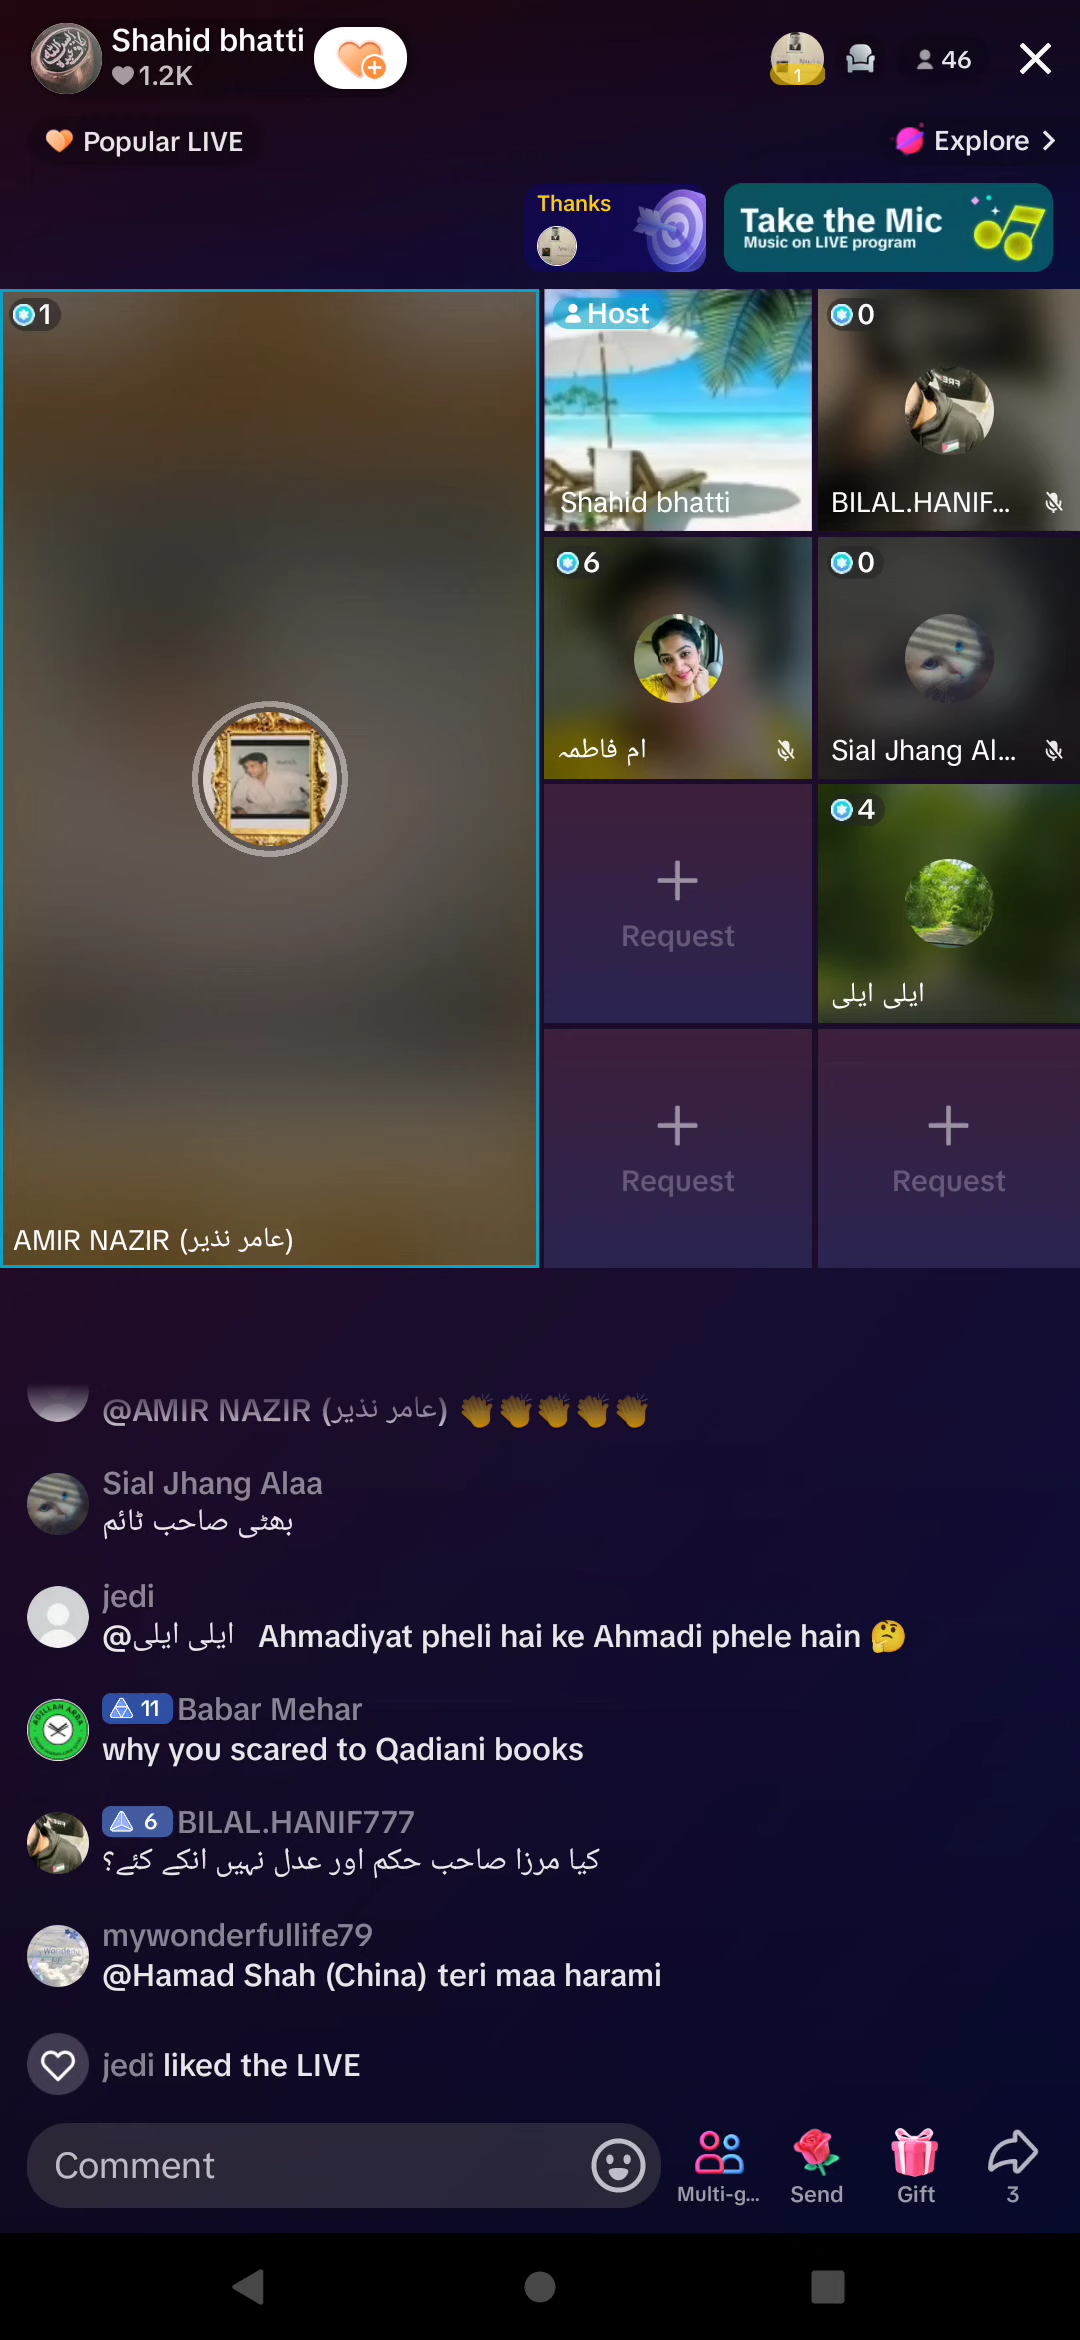 Shahid bhatti
1.2K
1
46
Popular LIVE
Explore
Thanks
Take the Mic
Music on LIVE program
1
Host
Shahid bhatti
0
BILAL.HANIF...
6
ام فاطمہ
0
Sial Jhang Al...
Request
4
ایلی ایلی
Request
Request
AMIR NAZIR (عامر نذیر)
@AMIR NAZIR (عامر نذیر) 👏👏👏👏👏
Sial Jhang Alaa
بھٹی صاحب ٹائم
jedi
@ایلی ایلی Ahmadiyat pheli hai ke Ahmadi phele hain 🤔
11 Babar Mehar
why you scared to Qadiani books
6 BILAL.HANIF777
کیا مرزا صاحب حکم اور عدل نہیں انکے کئے؟
mywonderfullife79
@Hamad Shah (China) teri maa harami
jedi liked the LIVE
Comment
Multi-g...
Send
Gift
3